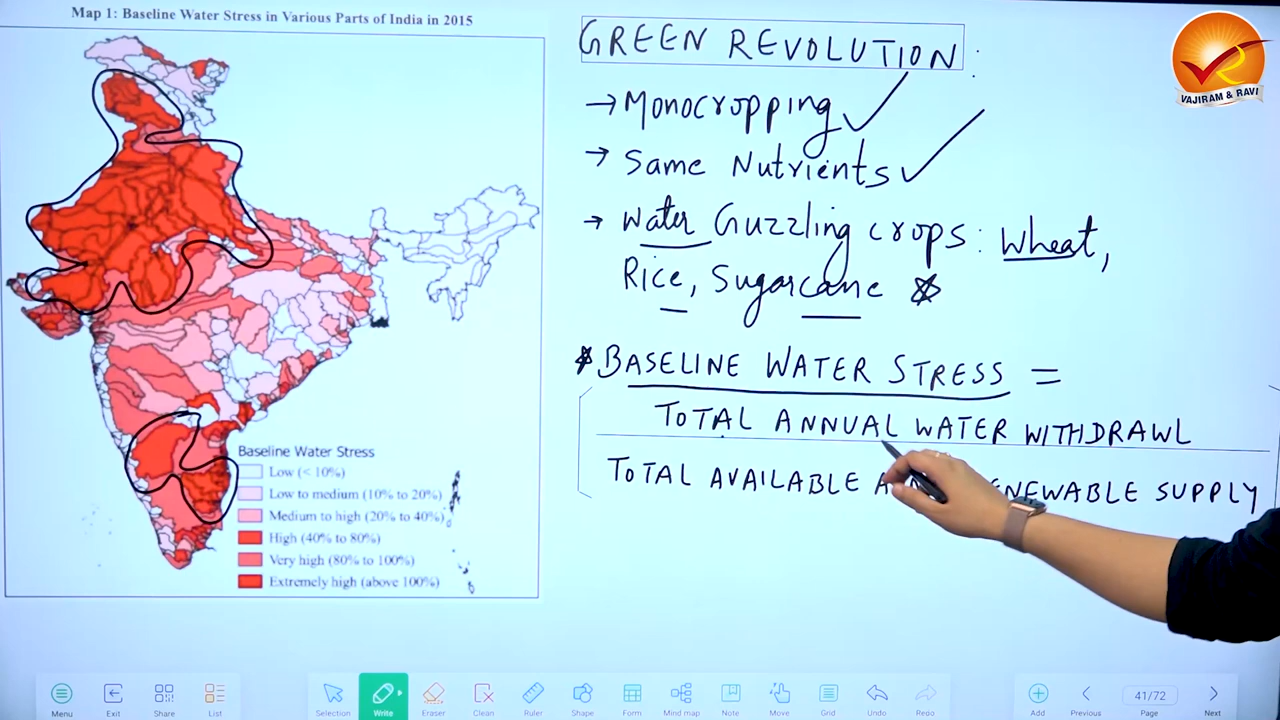 Map 1: Baseline Water Stress in Various Parts of India in 2015
Baseline Water Stress
Low (< 10%)
Low to medium (10% to 20%)
Medium to high (20% to 40%)
High (40% to 80%)
Very high (80% to 100%)
Extremely high (above 100%)
GREEN REVOLUTION :
→ Monocropping ✓
→ Same Nutrients ✓
→ Water Guzzling crops : Wheat,
Rice, Sugarcane
* BASELINE WATER STRESS =
TOTAL ANNUAL WATER WITHDRAWL
TOTAL AVAILABLE RENEWABLE SUPPLY
VAJIRAM & RAVI
Menu
Exit
Share
List
Selection
Write
Eraser
Clean
Ruler
Shape
Form
Mind map
Note
Move
Grid
Undo
Redo
Add
Previous
41/72
Page
Next